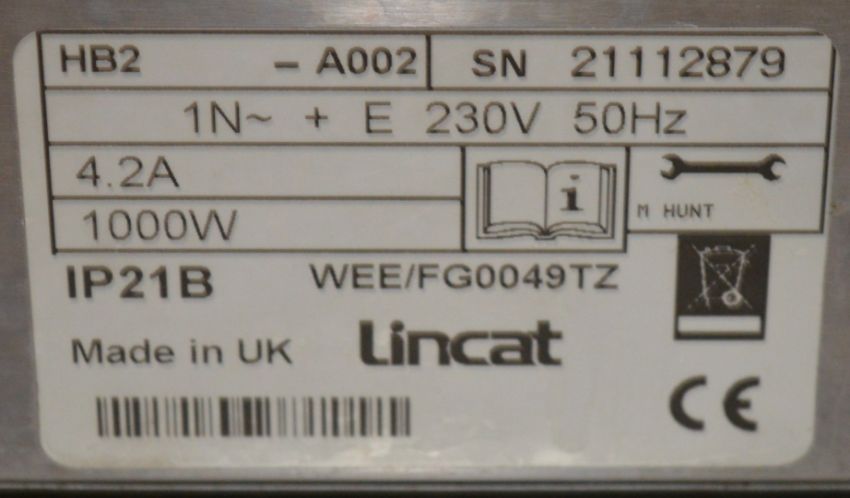 HB2 - A002 SN 21112879
1N~ + E 230V 50Hz
4.2A
1000W
i
M HUNT
IP21B WEE/FG0049TZ
Made in UK Lincat
CE